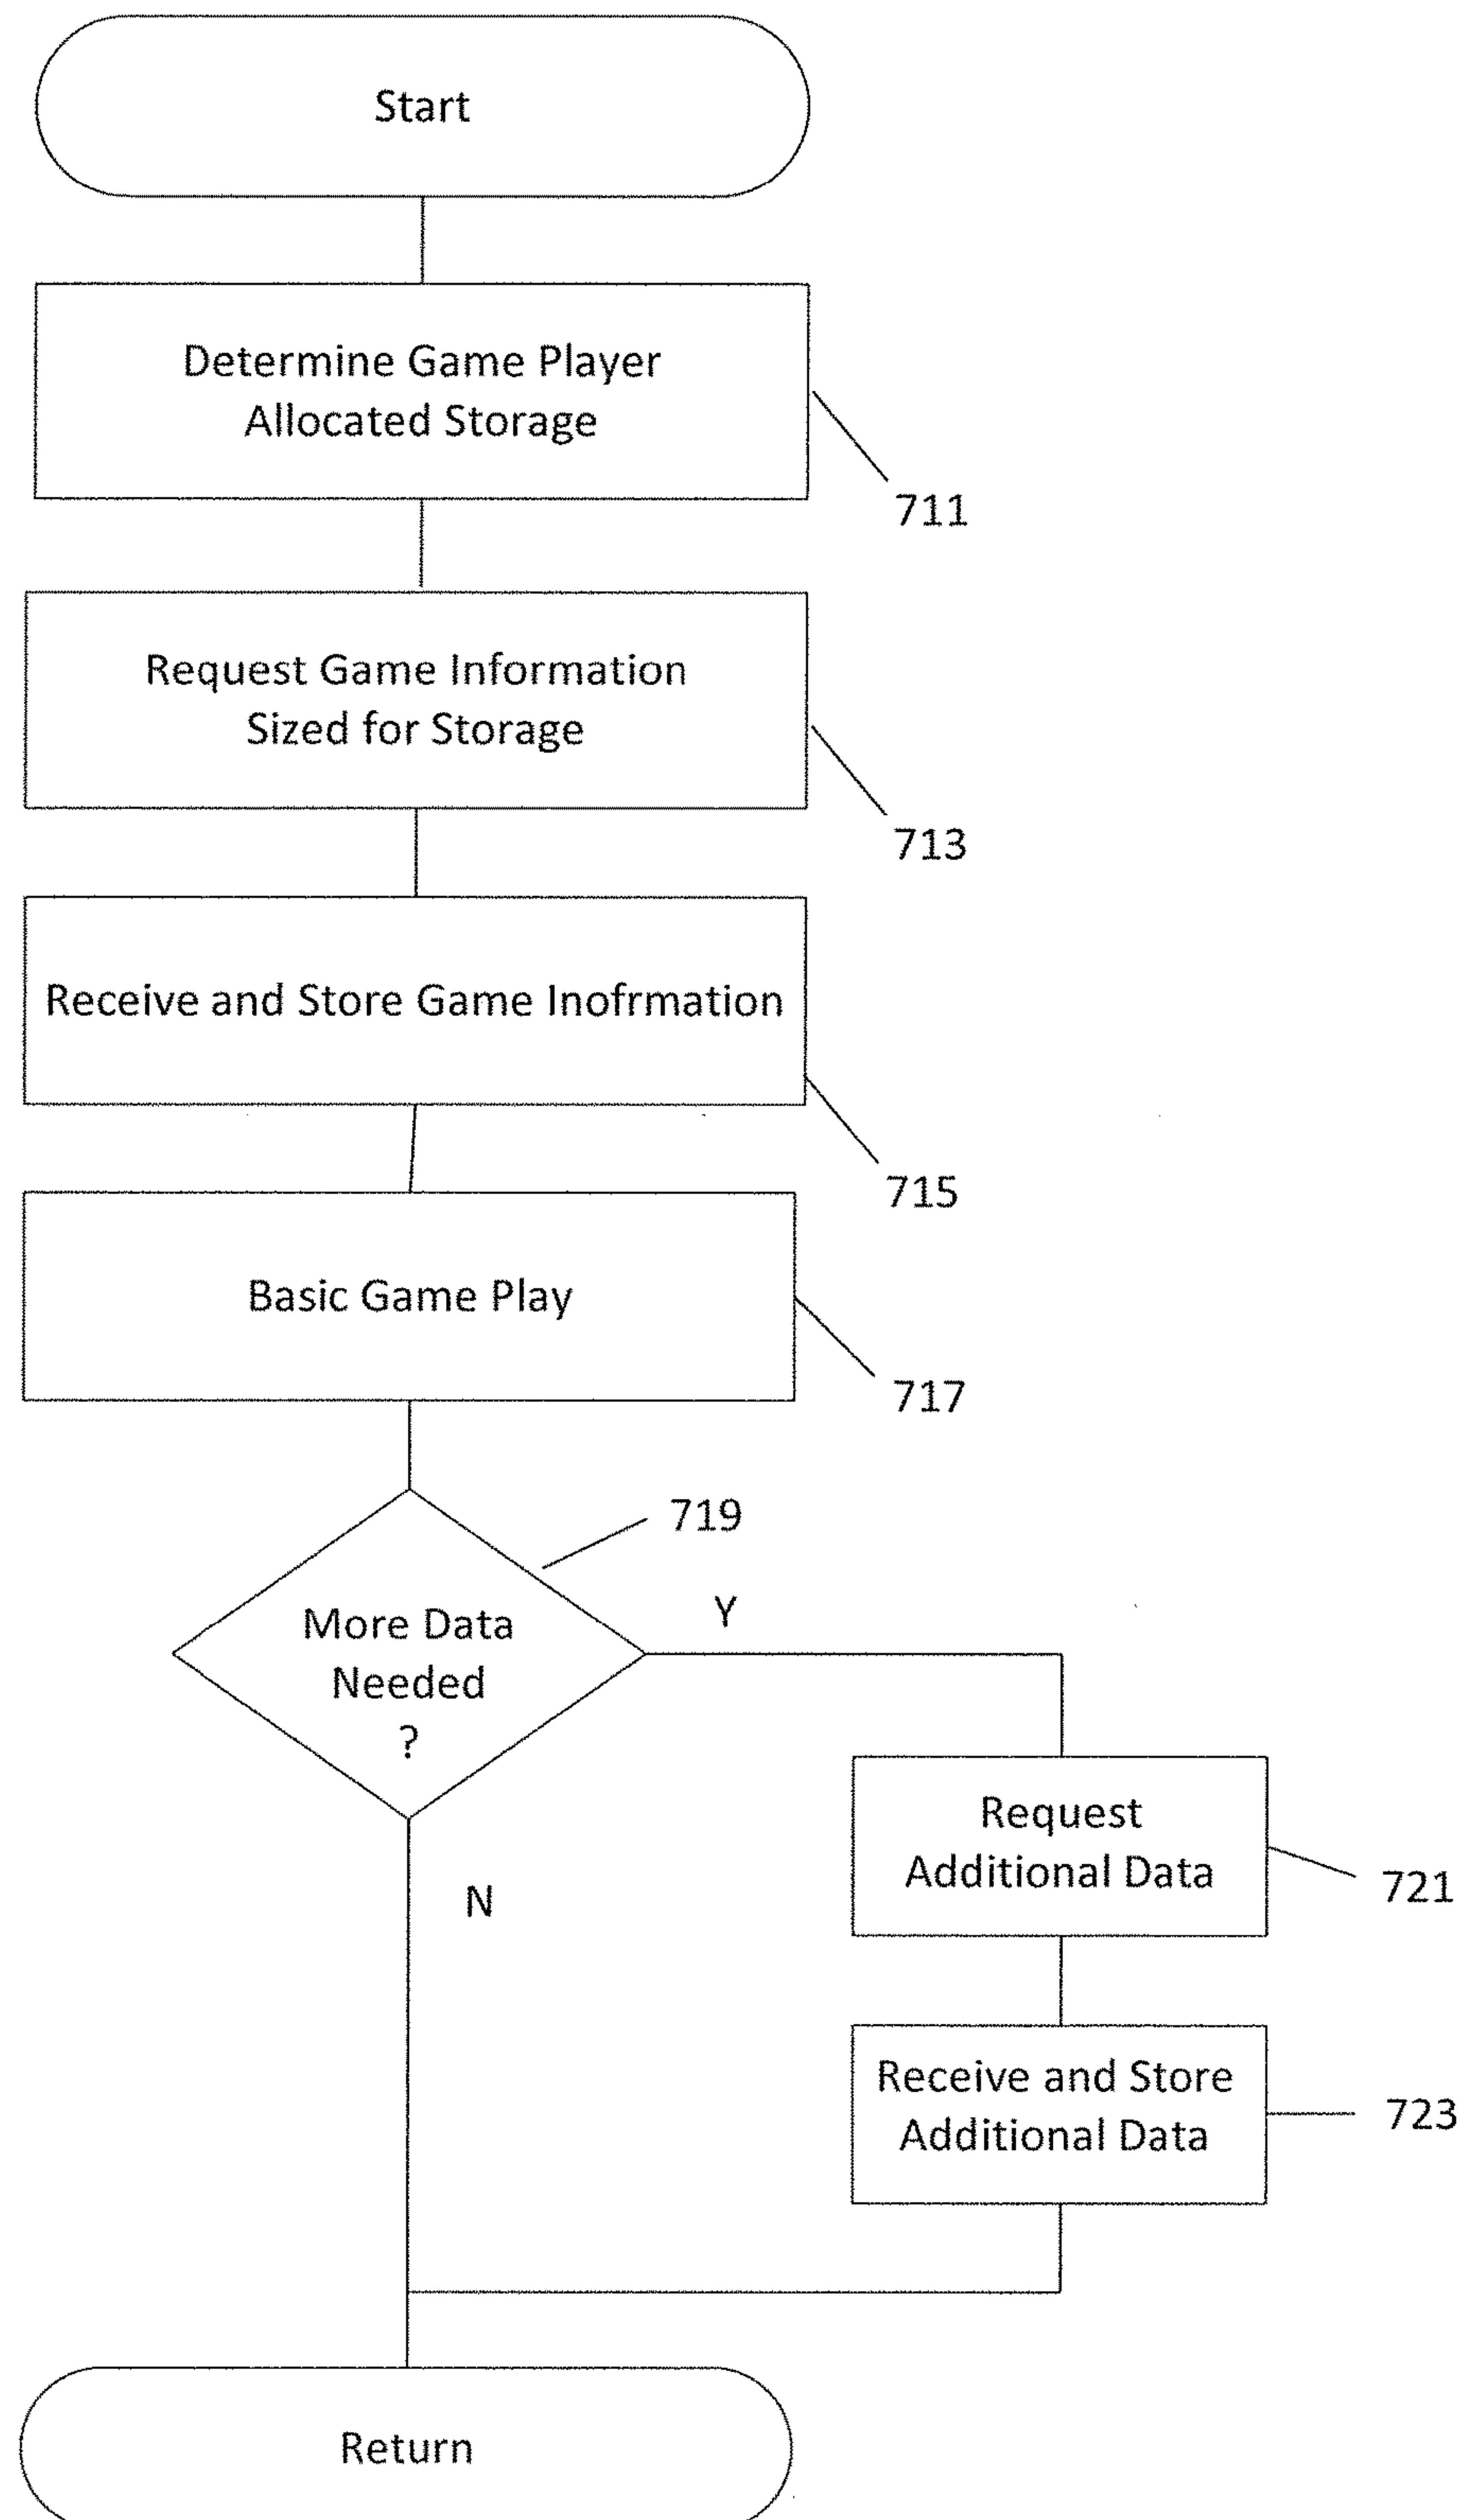 Start
Determine Game Player
Allocated Storage
711
Request Game Information
Sized for Storage
713
Receive and Store Game Inofrmation
715
Basic Game Play
717
719
More Data
Needed
?
Y
N
Request
Additional Data
721
Receive and Store
Additional Data
723
Return